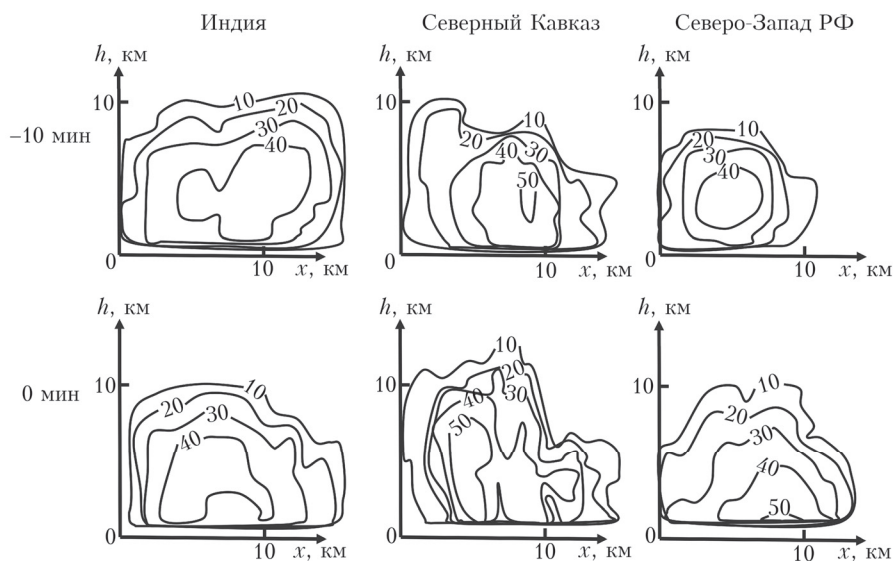 Индия Северный Кавказ Северо-Запад РФ
h, км h, км h, км
10 10 10 20 30 40
10 10 20 30 40 50
10 10 20 30 40
–10 мин
0 10 x, км 0 10 x, км 0 10 x, км
h, км h, км h, км
0 мин
10 10 20 30 40
10 10 20 30 40 50
10 10 20 30 40 50
0 10 x, км 0 10 x, км 0 10 x, км